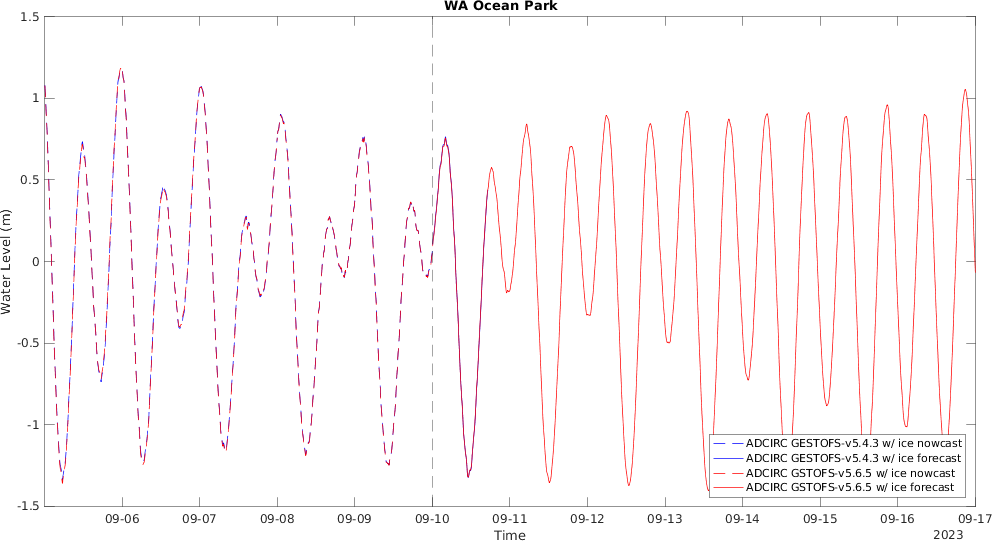 WA Ocean Park
1.5
1
0.5
0
-0.5
-1
-1.5
Water Level (m)
ADCIRC GESTOFS-v5.4.3 w/ ice nowcast
ADCIRC GESTOFS-v5.4.3 w/ ice forecast
ADCIRC GSTOFS-v5.6.5 w/ ice nowcast
ADCIRC GSTOFS-v5.6.5 w/ ice forecast
09-06 09-07 09-08 09-09 09-10 09-11 09-12 09-13 09-14 09-15 09-16 09-17
Time
2023